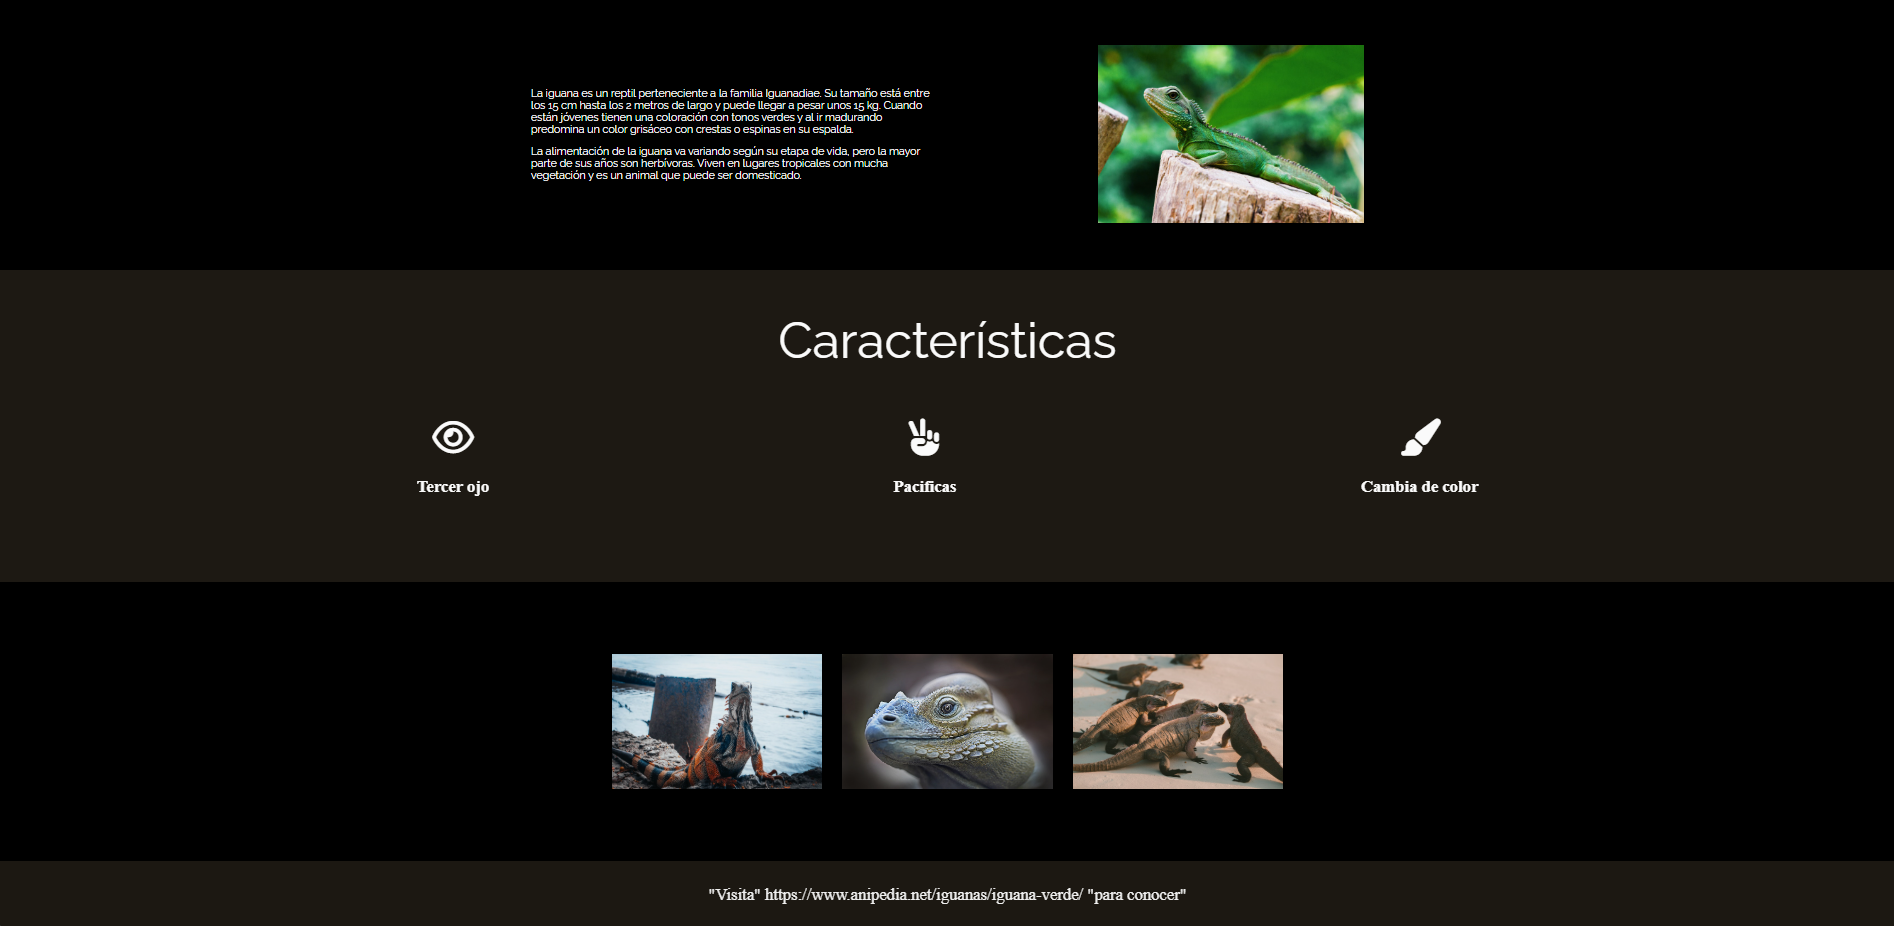 La iguana es un reptil perteneciente a la familia Iguanadiae. Su tamaño está entre
los 15 cm hasta los 2 metros de largo y puede llegar a pesar unos 15 kg. Cuando
están jóvenes tienen una coloración con tonos verdes y al ir madurando
predomina un color grisáceo con crestas o espinas en su espalda.
La alimentación de la iguana va variando según su etapa de vida, pero la mayor
parte de sus años son herbívoras. Viven en lugares tropicales con mucha
vegetación y es un animal que puede ser domesticado.
Características
Tercer ojo
Pacificas
Cambia de color
"Visita" https://www.anipedia.net/iguanas/iguana-verde/ "para conocer"